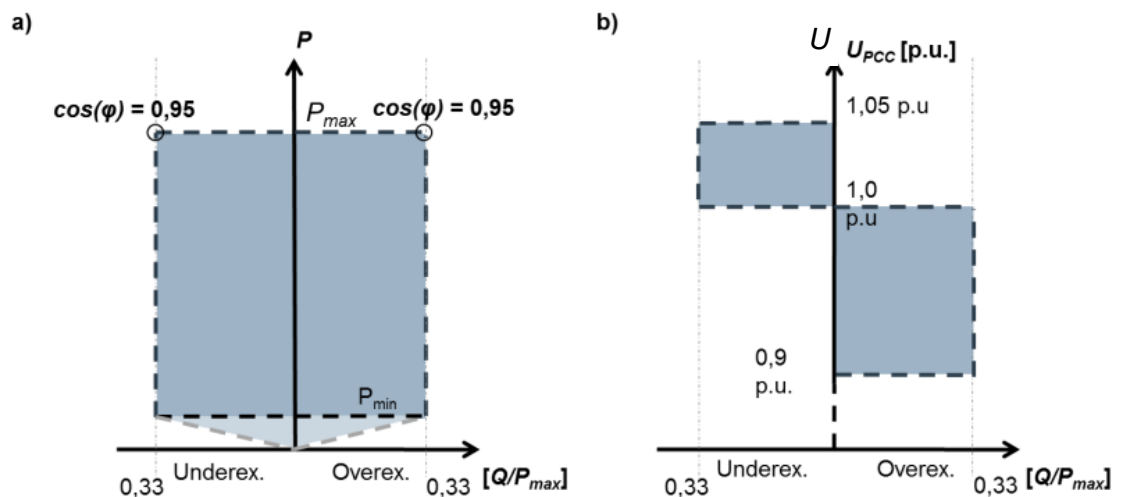 a)
P
cos(φ) = 0,95
P_max
cos(φ) = 0,95
P_min
Underex.
Overex.
0,33
0,33
[Q/P_max]
b)
U
U_PCC [p.u.]
1,05 p.u
1,0
p.u
0,9
p.u.
Underex.
Overex.
0,33
0,33
[Q/P_max]